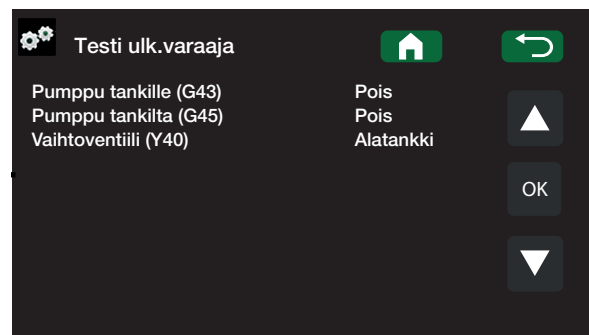 Testi ulk.varaaja
Pumppu tankille (G43) Pois
Pumppu tankilta (G45) Pois
Vaihtoventiili (Y40) Alatankki
OK